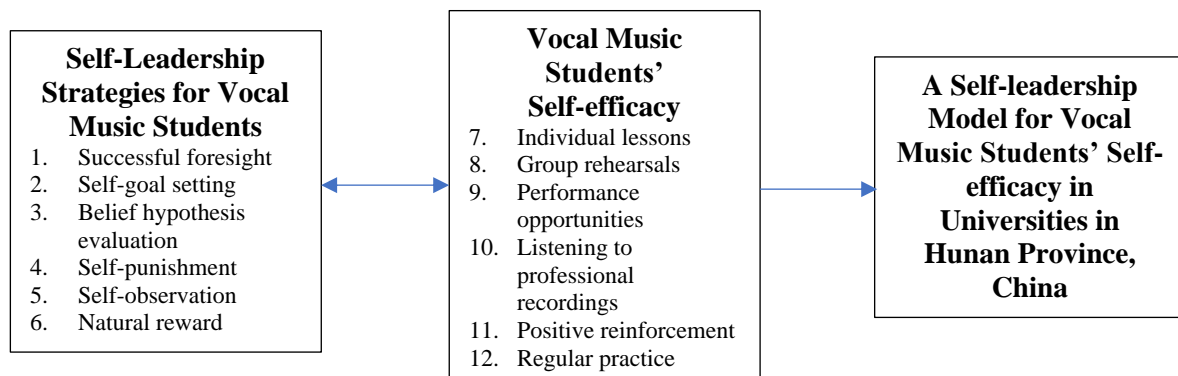 Self-Leadership
Strategies for Vocal
Music Students
1. Successful foresight
2. Self-goal setting
3. Belief hypothesis
evaluation
4. Self-punishment
5. Self-observation
6. Natural reward
Vocal Music
Students’
Self-efficacy
7. Individual lessons
8. Group rehearsals
9. Performance
opportunities
10. Listening to
professional
recordings
11. Positive reinforcement
12. Regular practice
A Self-leadership
Model for Vocal
Music Students’ Self-
efficacy in
Universities in
Hunan Province,
China